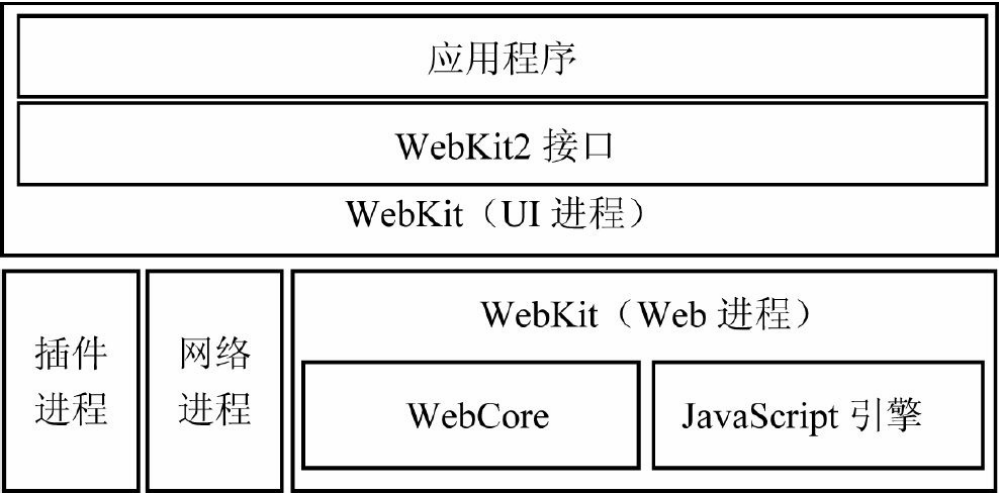 应用程序
WebKit2 接口
WebKit（UI 进程）
插件
进程
网络
进程
WebKit（Web 进程）
WebCore
JavaScript 引擎